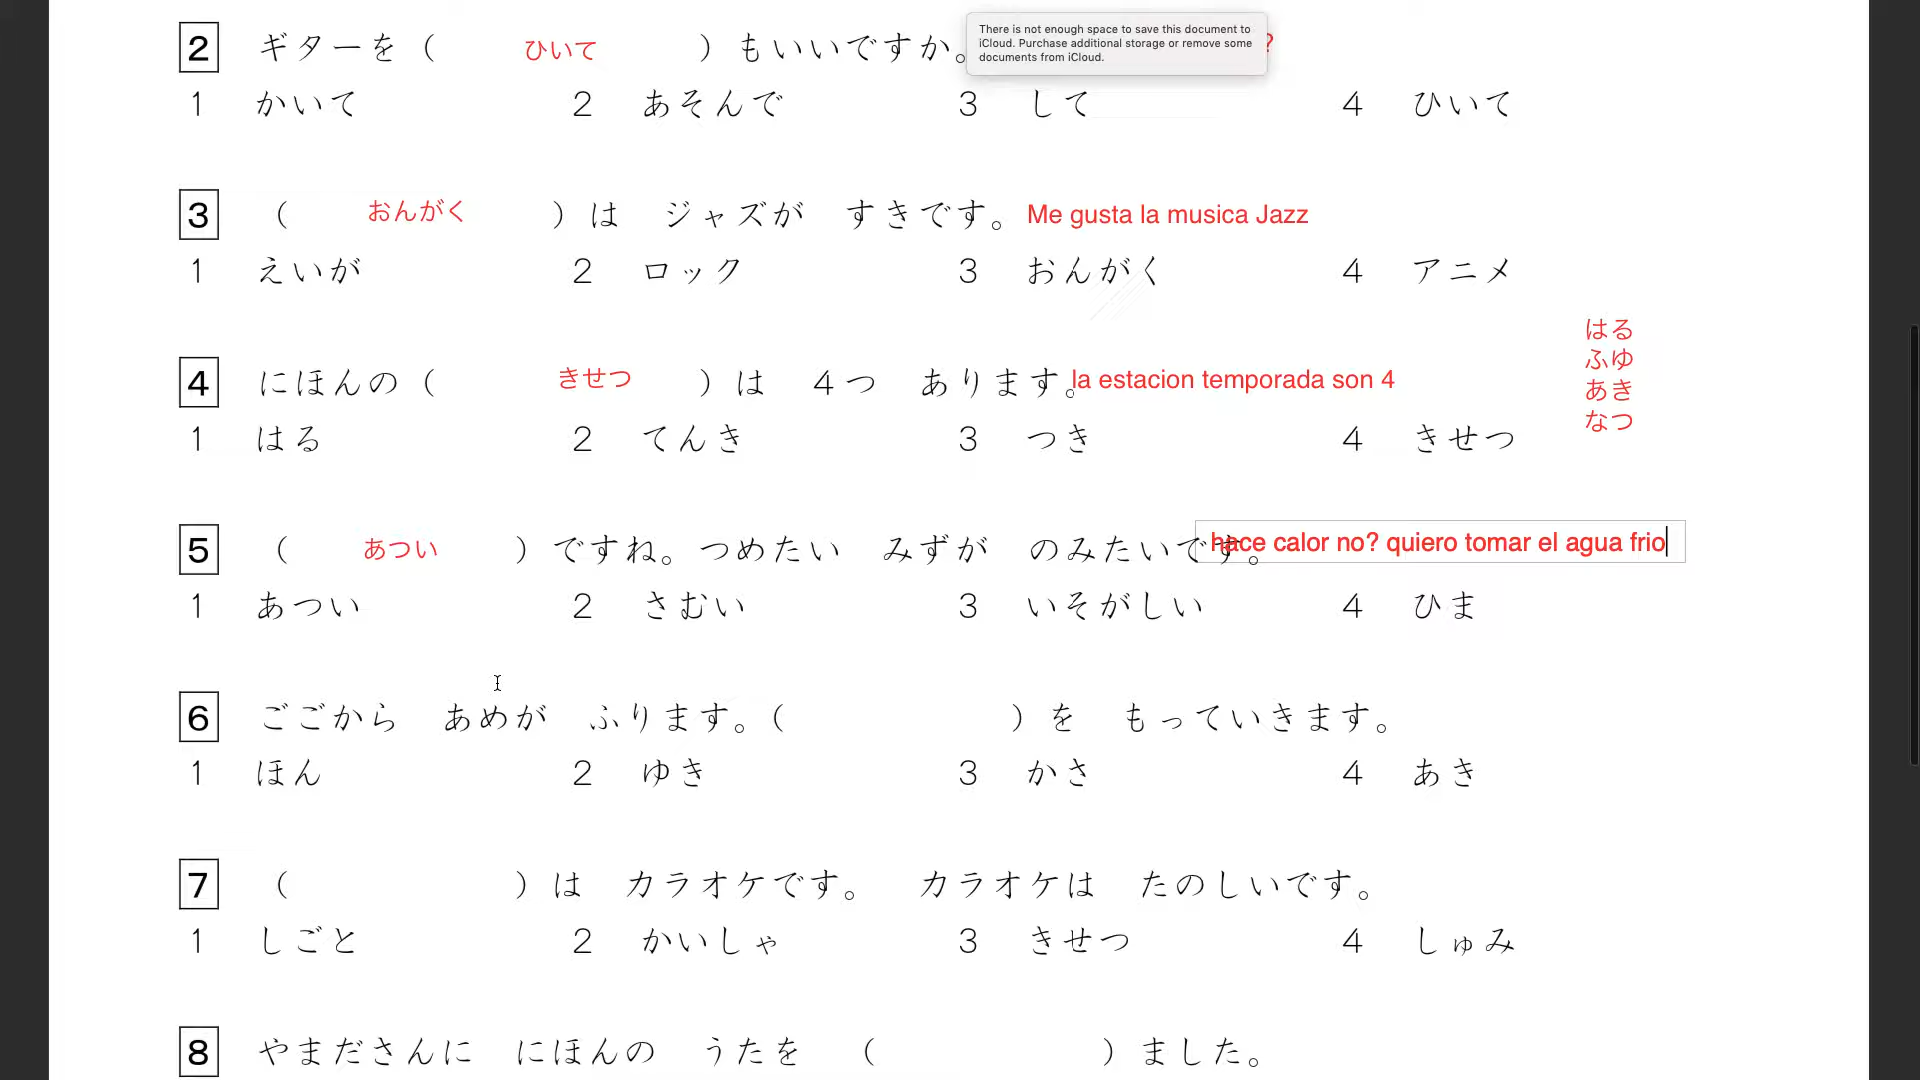 2 ギターを（ ひいて ）もいいですか。 ?
There is not enough space to save this document to
iCloud. Purchase additional storage or remove some
documents from iCloud.
1 かいて 2 あそんで 3 して 4 ひいて
3 （ おんがく ）は ジャズが すきです。 Me gusta la musica Jazz
1 えいが 2 ロック 3 おんがく 4 アニメ
はる
ふゆ
あき
なつ
4 にほんの（ きせつ ）は 4つ あります。 la estacion temporada son 4
1 はる 2 てんき 3 つき 4 きせつ
5 （ あつい ）ですね。つめたい みずが のみたいです。 hace calor no? quiero tomar el agua frio
1 あつい 2 さむい 3 いそがしい 4 ひま
6 ごごから あめが ふります。（ ）を もっていきます。
1 ほん 2 ゆき 3 かさ 4 あき
7 （ ）は カラオケです。 カラオケは たのしいです。
1 しごと 2 かいしゃ 3 きせつ 4 しゅみ
8 やまださんに にほんの うたを （ ）ました。